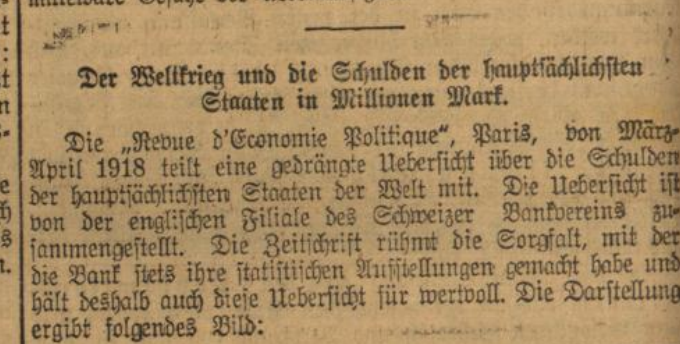 Der Weltkrieg und die Schulden der hauptsächlichsten
Staaten in Millionen Mark.
Die „Revue d'Economie Politique“, Paris, von März-
April 1918 teilt eine gedrängte Uebersicht über die Schulden
der hauptsächlichsten Staaten der Welt mit. Die Uebersicht ist
von der englischen Filiale des Schweizer Bankvereins zu-
sammengestellt. Die Zeitschrift rühmt die Sorgfalt, mit der
die Bank stets ihre statistischen Aufstellungen gemacht habe und
hält deshalb auch diese Uebersicht für wertvoll. Die Darstellung
ergibt folgendes Bild: